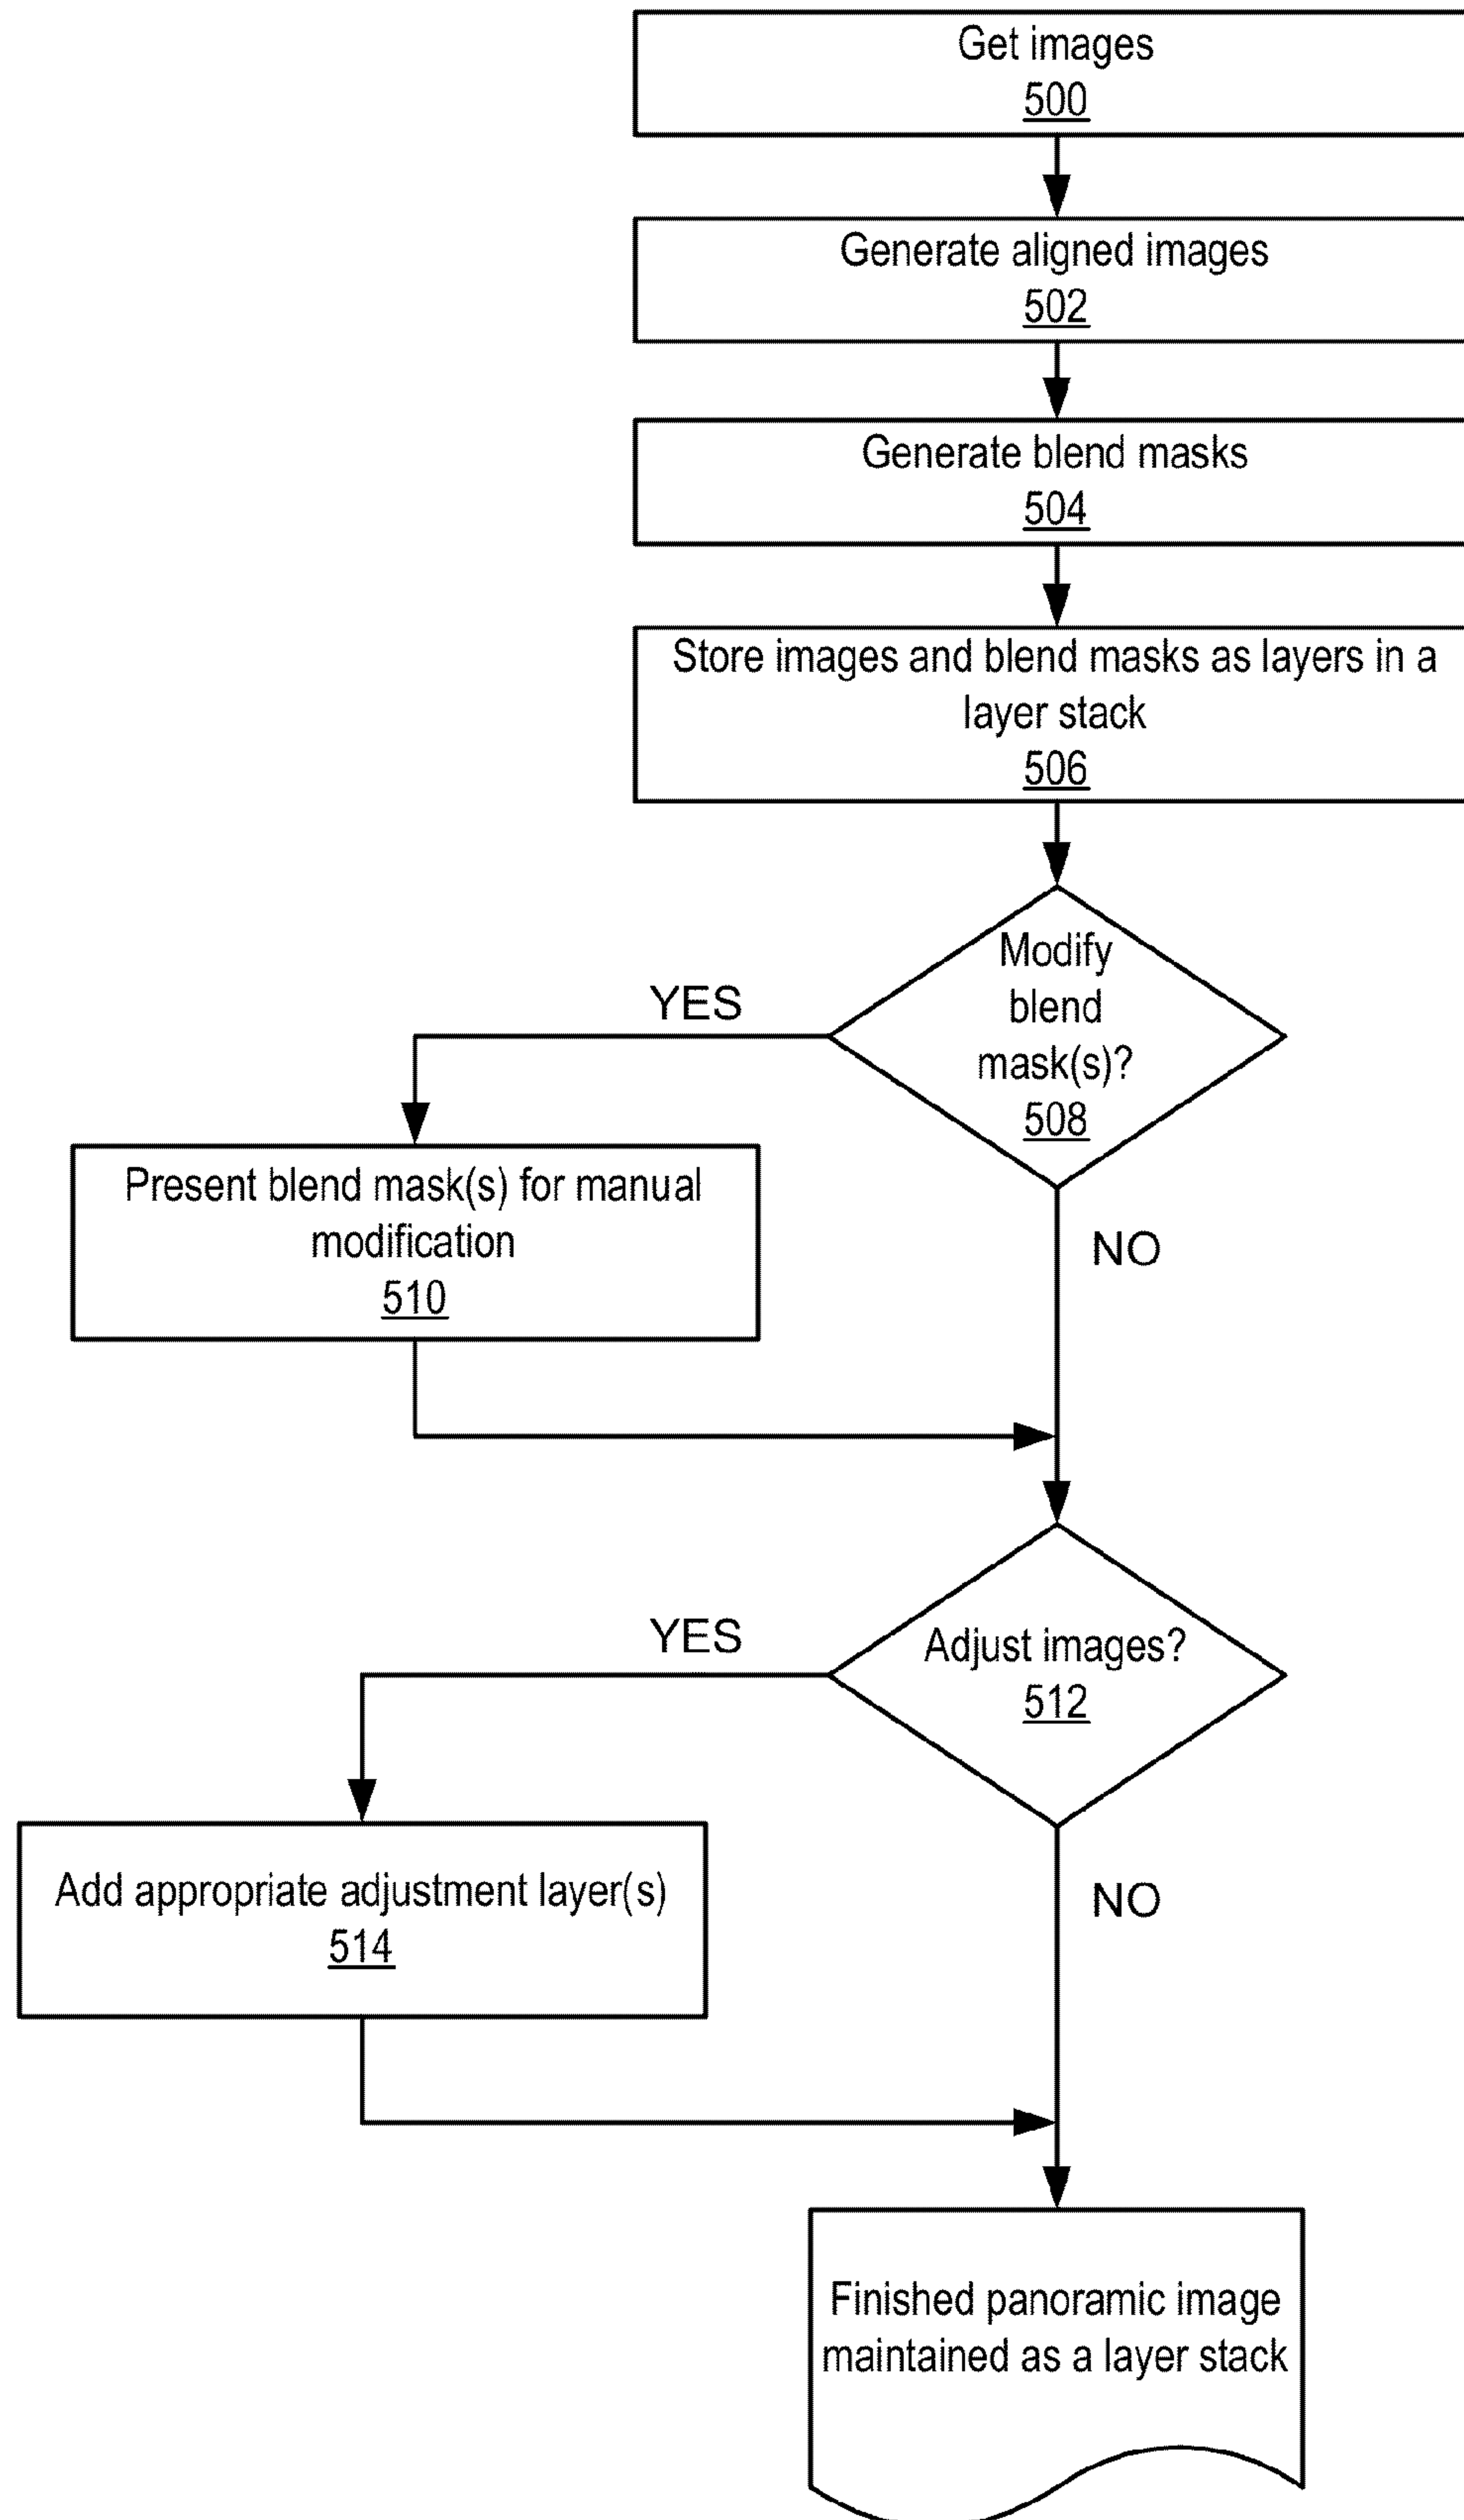 Get images
500
Generate aligned images
502
Generate blend masks
504
Store images and blend masks as layers in a
layer stack
506
Modify
blend
mask(s)?
508
YES
NO
Present blend mask(s) for manual
modification
510
Adjust images?
512
YES
NO
Add appropriate adjustment layer(s)
514
Finished panoramic image
maintained as a layer stack